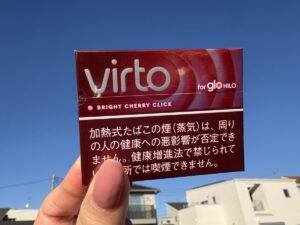 virto
for glo HILO
BRIGHT CHERRY CLICK
加熱式たばこの煙(蒸気)は、周り
の人の健康への悪影響が否定でき
ません。健康増進法で禁じられて
い 所では喫煙できません。